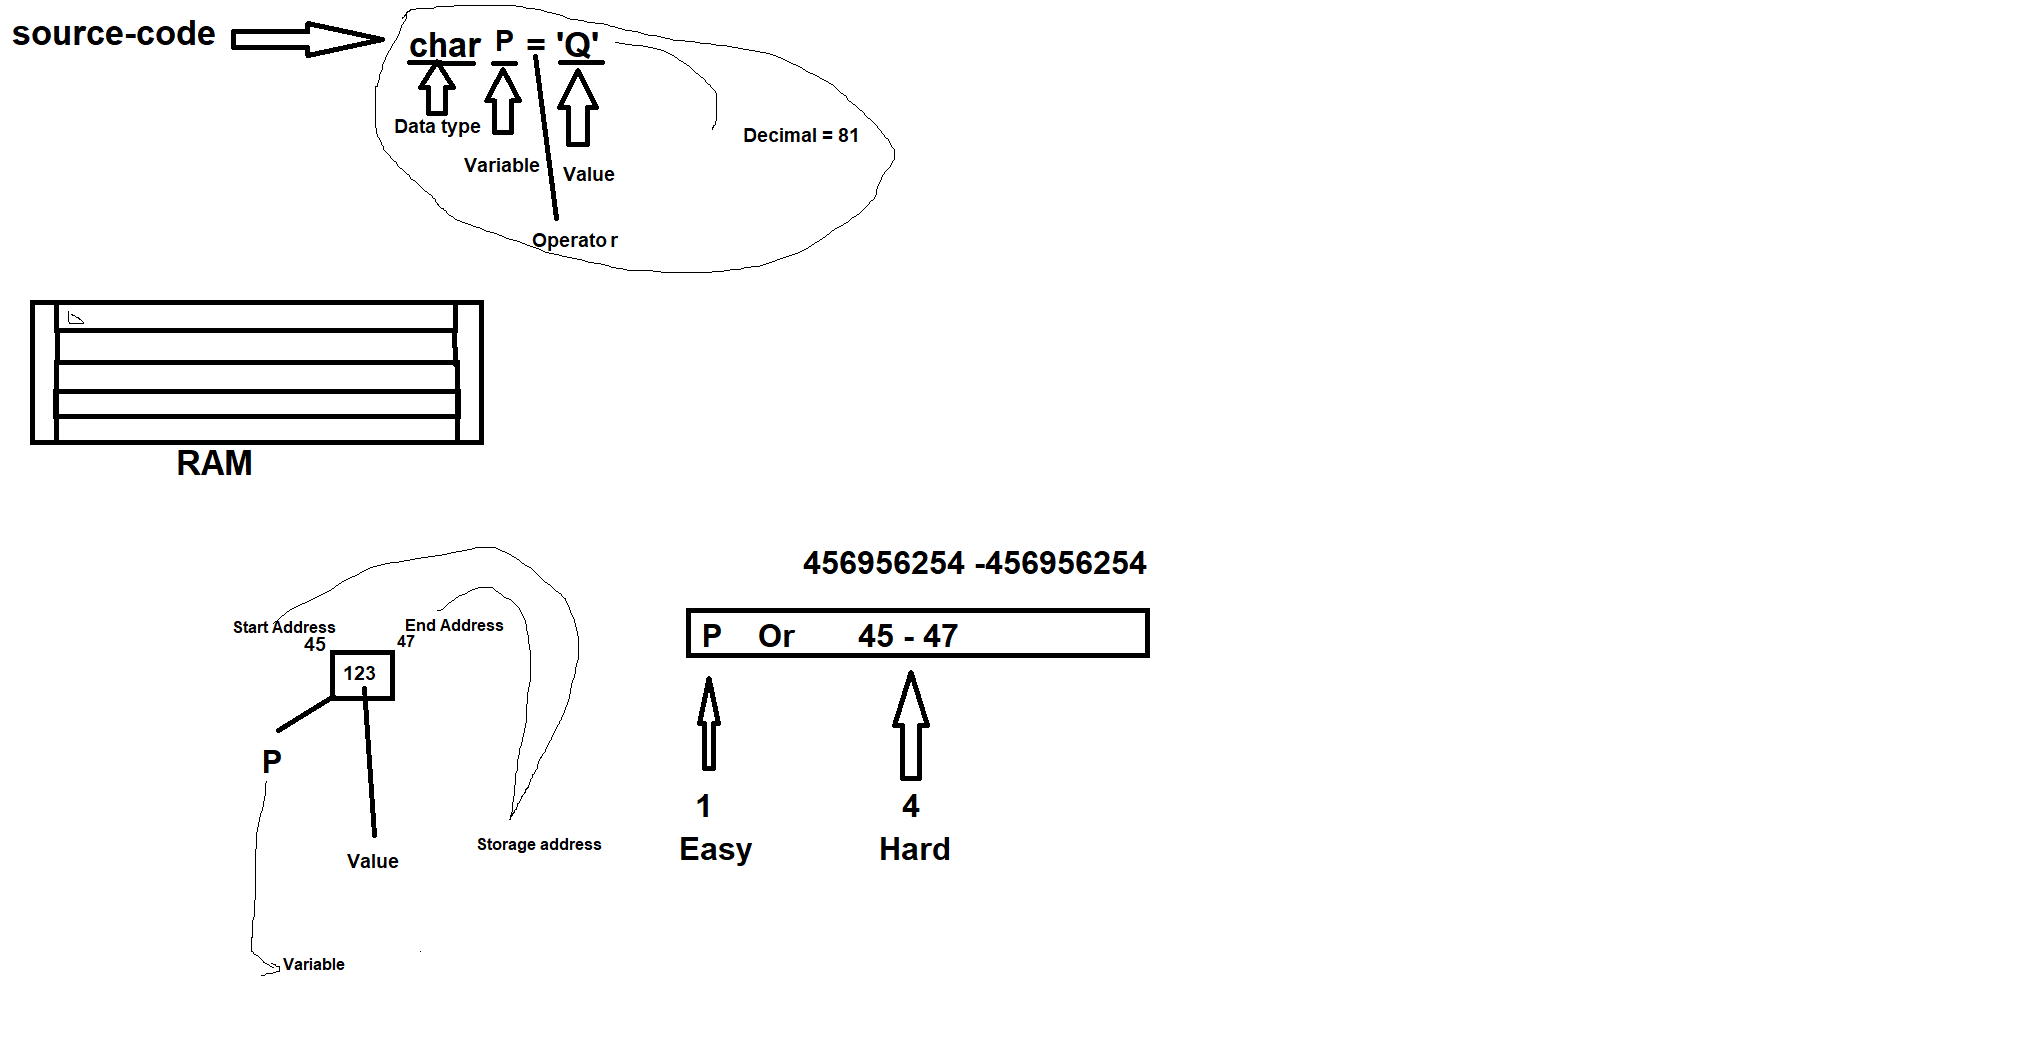 source-code
char P = 'Q'
Data type
Decimal = 81
Variable
Value
Operator
RAM
456956254 -456956254
Start Address
End Address
45
47
P Or 45 - 47
123
P
1
4
Storage address
Easy
Hard
Value
Variable